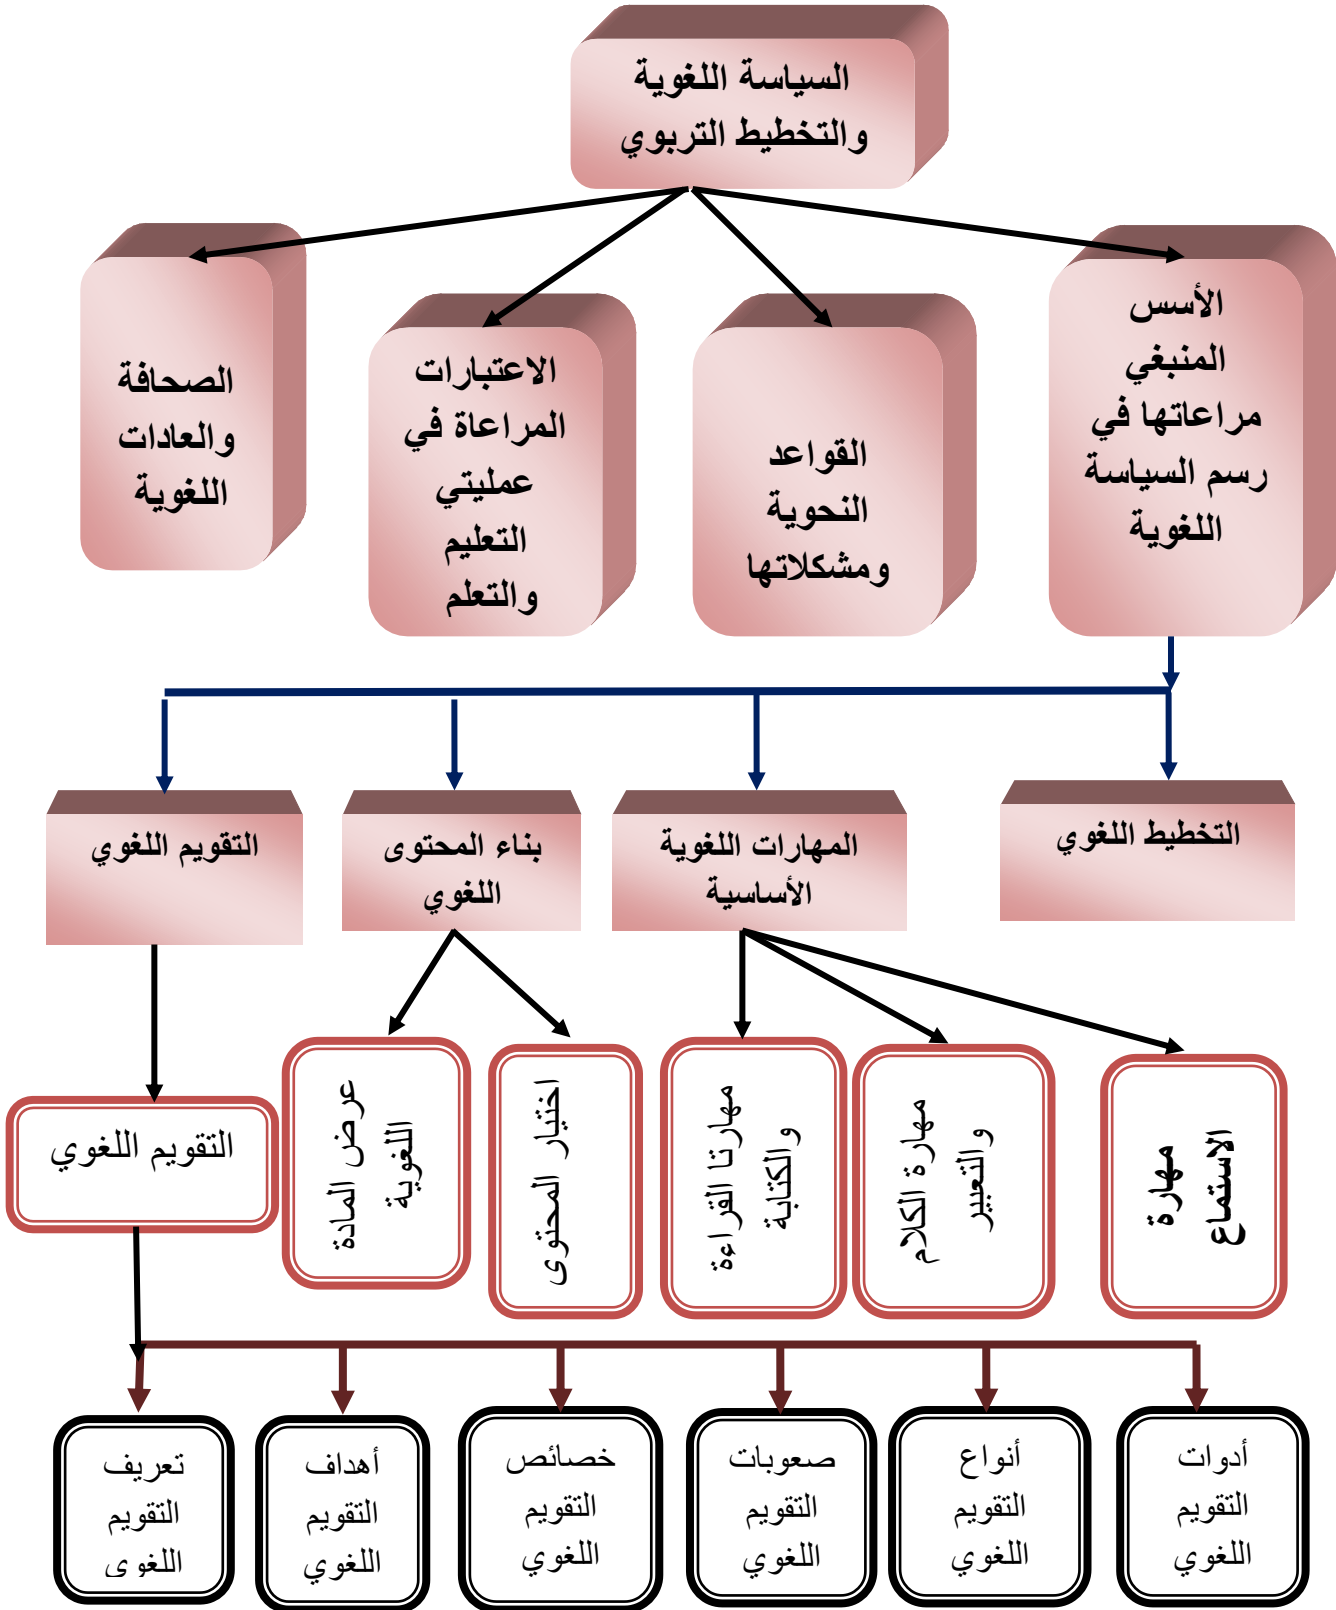 السياسة اللغوية
والتخطيط التربوي
الأسس
المنبغي
مراعاتها في
رسم السياسة
اللغوية
القواعد
النحوية
ومشكلاتها
الاعتبارات
المراعاة في
عمليتي
التعليم
والتعلم
الصحافة
والعادات
اللغوية
التخطيط اللغوي
المهارات اللغوية
الأساسية
بناء المحتوى
اللغوي
التقويم اللغوي
مهارة
الاستماع
مهارة الكلام
والتعبير
مهارتا القراءة
والكتابة
اختيار المحتوى
عرض المادة
اللغوية
التقويم اللغوي
أدوات
التقويم
اللغوي
أنواع
التقويم
اللغوي
صعوبات
التقويم
اللغوي
خصائص
التقويم
اللغوي
أهداف
التقويم
اللغوي
تعريف
التقويم
اللغوي